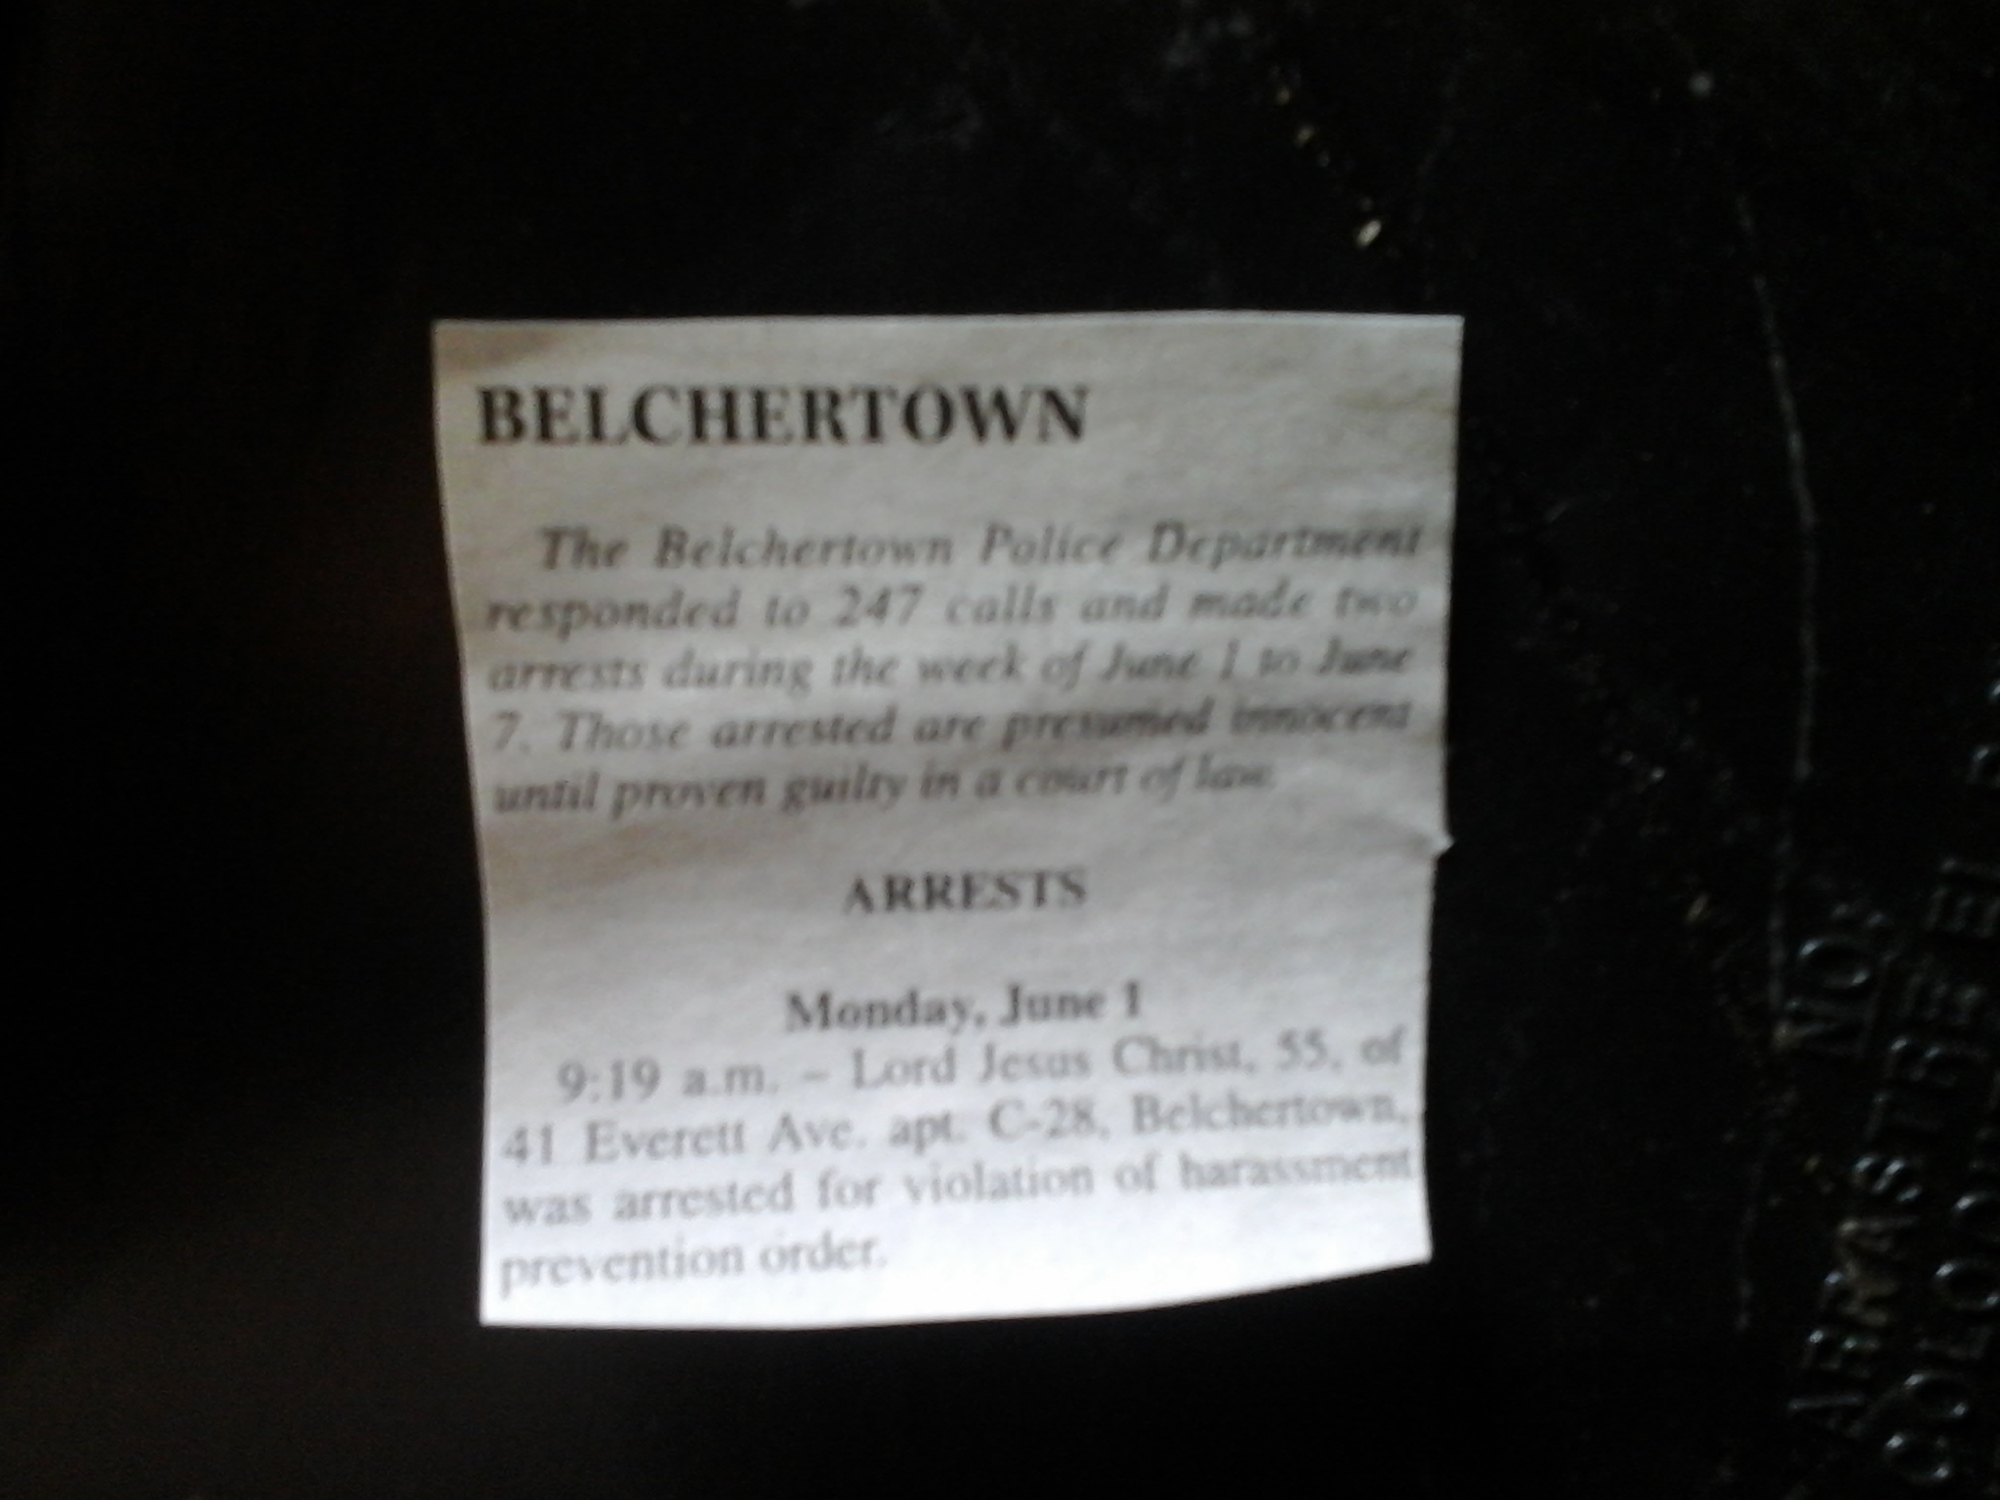 BELCHERTOWN
The Belchertown Police Department
responded to 247 calls and made two
arrests during the week of June 1 to June
7. Those arrested are presumed innocent
until proven guilty in a court of law.
ARRESTS
Monday, June 1
9:19 a.m. – Lord Jesus Christ, 55, of
41 Everett Ave. apt. C-28, Belchertown,
was arrested for violation of harassment
prevention order.
NO.